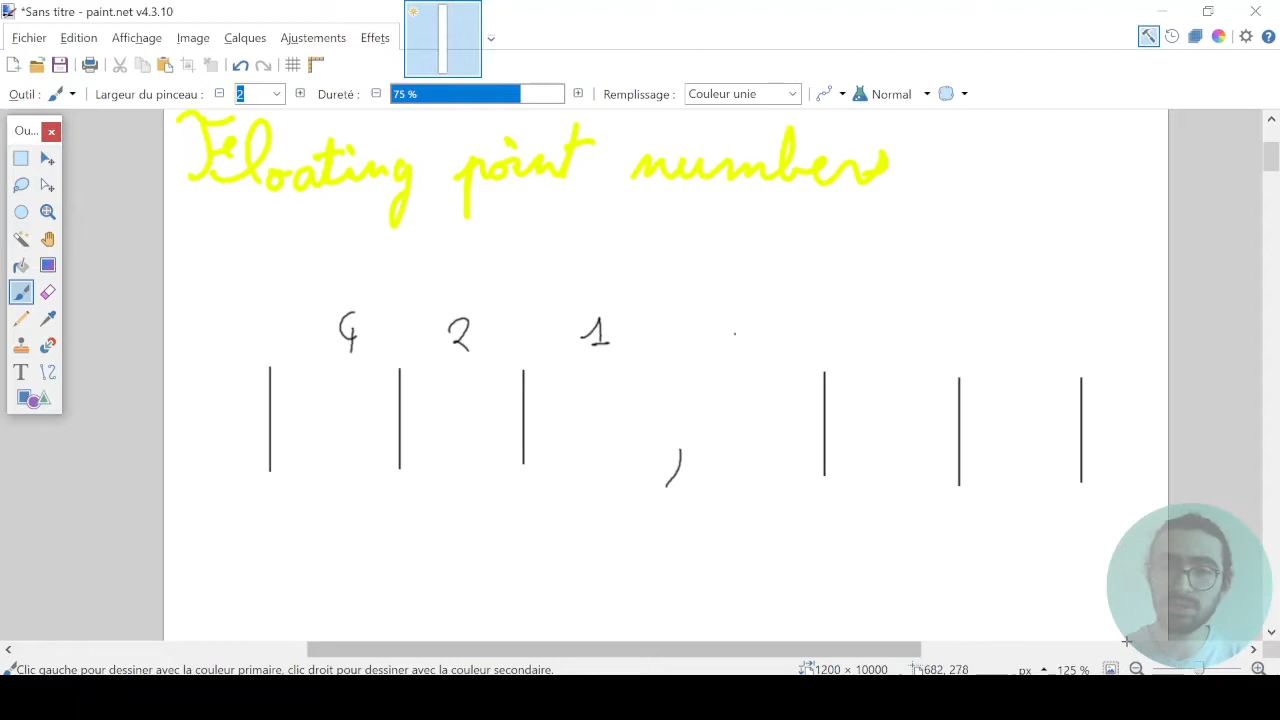 *Sans titre - paint.net v4.3.10
Fichier Edition Affichage Image Calques Ajustements Effets
Outil : Largeur du pinceau : 2 Dureté : 75 % Remplissage : Couleur unie Normal
Ou...
Floating point numbers
4 2 1
,
Clic gauche pour dessiner avec la couleur primaire, clic droit pour dessiner avec la couleur secondaire. 1200 × 10000 682, 278 px 125 %